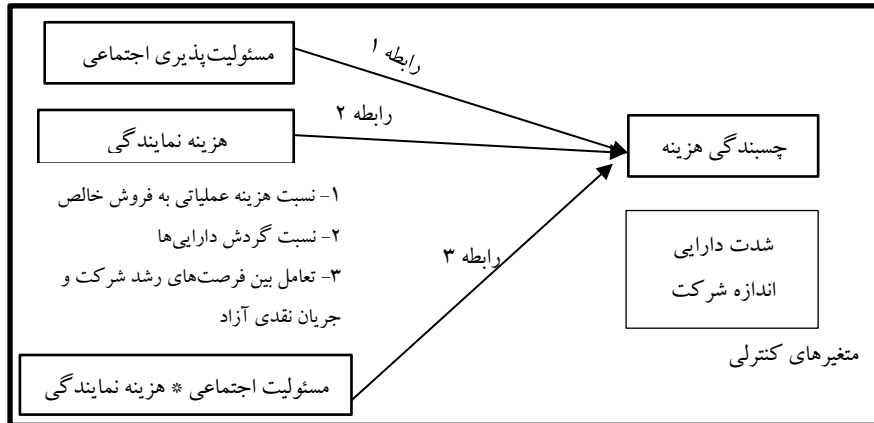 مسئولیت‌پذیری اجتماعی
رابطه ۱
هزینه نمایندگی
رابطه ۲
چسبندگی هزینه
۱- نسبت هزینه عملیاتی به فروش خالص
۲- نسبت گردش دارایی‌ها
۳- تعامل بین فرصت‌های رشد شرکت و
جریان نقدی آزاد
رابطه ۳
شدت دارایی
اندازه شرکت
متغیرهای کنترلی
مسئولیت اجتماعی * هزینه نمایندگی